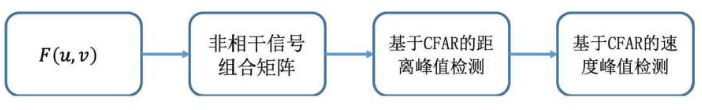 F(u,v)
非相干信号
组合矩阵
基于CFAR的距
离峰值检测
基于CFAR的速
度峰值检测